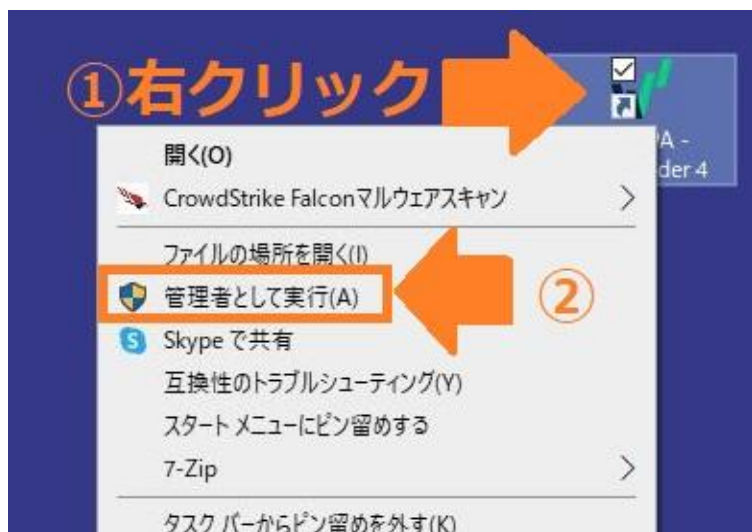 ①右クリック
A -
der 4
開く(O)
CrowdStrike Falconマルウェアスキャン
ファイルの場所を開く(I)
管理者として実行(A)
②
Skype で共有
互換性のトラブルシューティング(Y)
スタート メニューにピン留めする
7-Zip
タスク バーからピン留めを外す(K)